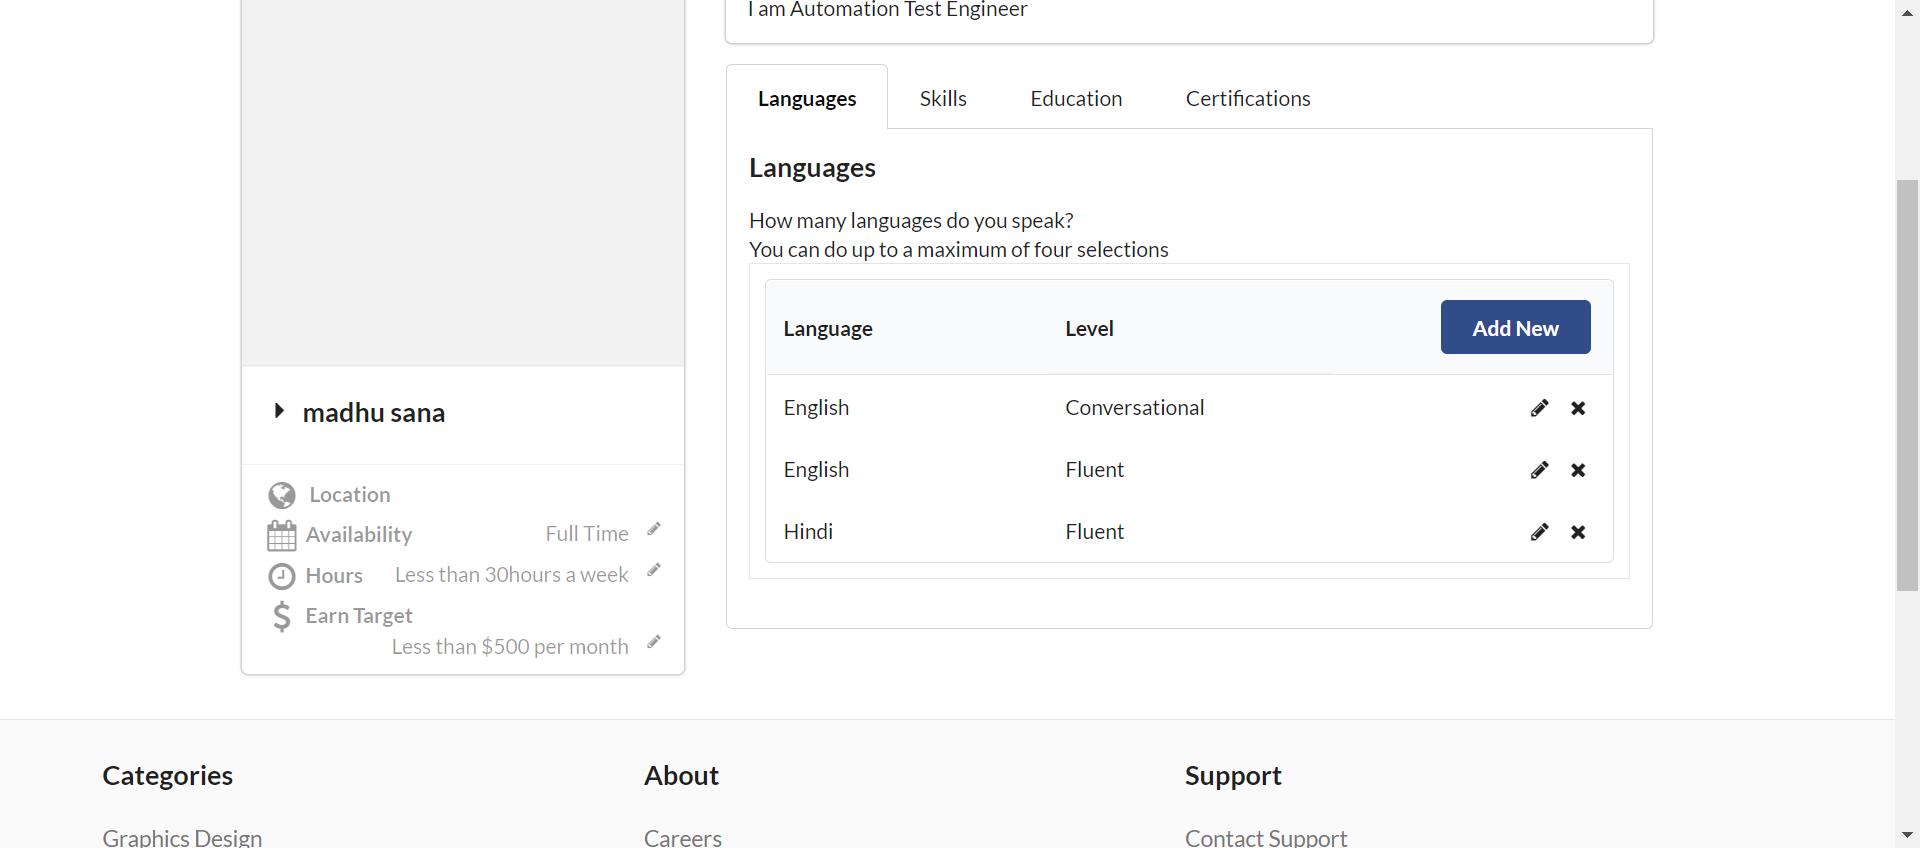 I am Automation Test Engineer
Languages Skills Education Certifications
Languages
How many languages do you speak?
You can do up to a maximum of four selections
Language Level Add New
English Conversational
English Fluent
Hindi Fluent
madhu sana
Location
Availability Full Time
Hours Less than 30hours a week
Earn Target
Less than $500 per month
Categories About Support
Graphics Design Careers Contact Support